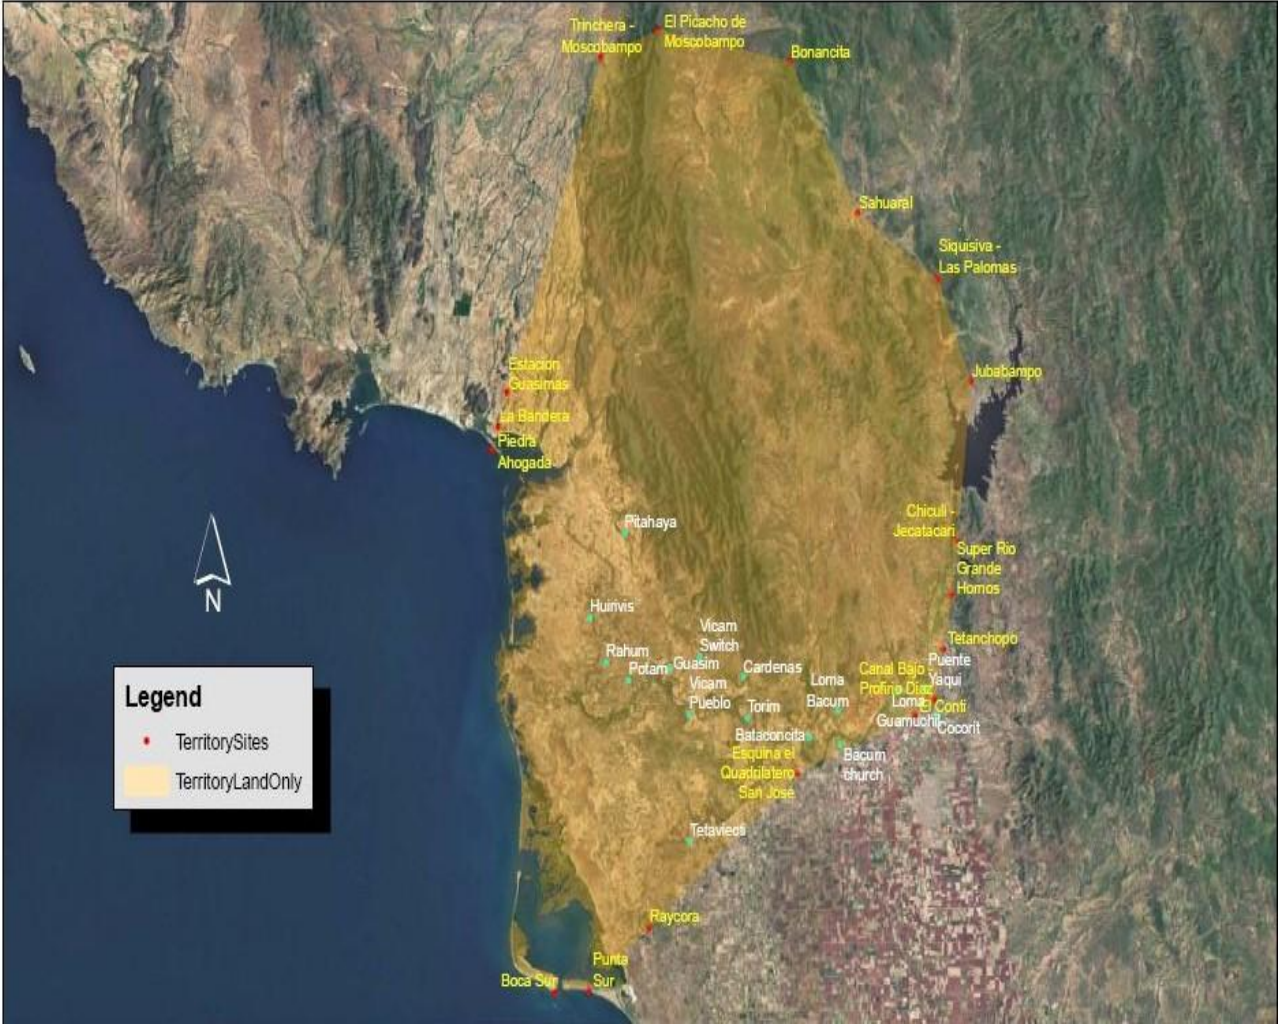 Trinchera -
Moscobampo
El Picacho de
Moscobampo
Bonancita
Sahuaral
Siquisiva -
Las Palomas
Estacion
Guasimas
La Bandera
Piedra
Ahogada
Jubabampo
Chiculi -
Jecatacari
Super Rio
Grande
Hornos
Pitahaya
Huirivis
Vicam
Switch
Tetanchopo
Rahum
Potam
Guasim
Cardenas
Canal Bajo -
Profirio Diaz
Puente
Yaqui
Vicam
Pueblo
Loma
Bacum
Torim
Loma
Guamuchil
El Conti
Cocorit
Bataconcita
Esquina el
Quadrilatero
San Jose
Bacum
church
Tetaviecti
Raycora
Punta
Sur
Boca Sur
N
Legend
TerritorySites
TerritoryLandOnly